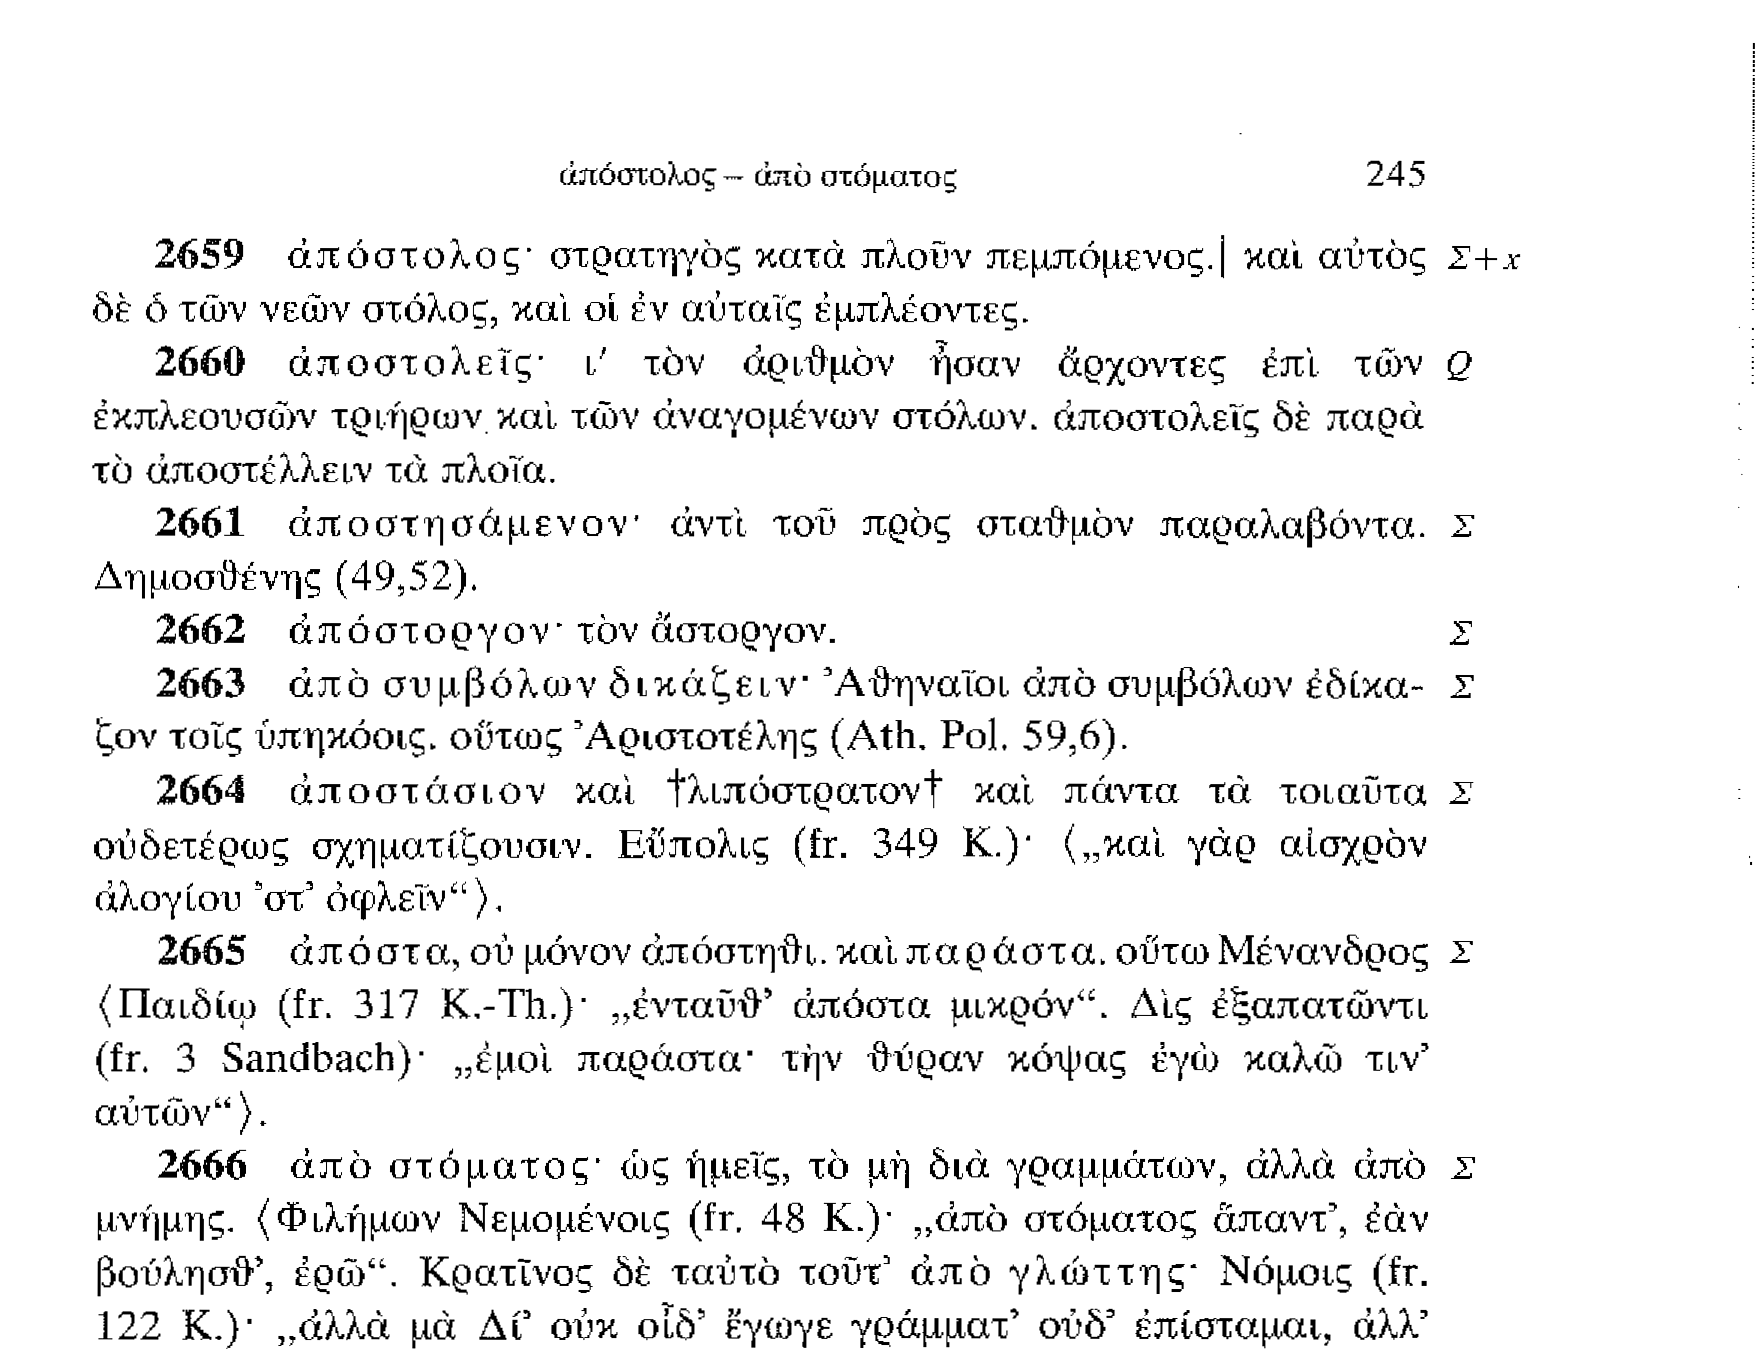 ἀπόστολος – ἀπὸ στόματος 245
2659 ἀπόστολος· στρατηγὸς κατὰ πλοῦν πεμπόμενος.| καὶ αὐτὸς Σ+x
δὲ ὁ τῶν νεῶν στόλος, καὶ οἱ ἐν αὐταῖς ἐμπλέοντες.
2660 ἀποστολεῖς· ι′ τὸν ἀριθμὸν ἦσαν ἄρχοντες ἐπὶ τῶν Q
ἐκπλεουσῶν τριήρων καὶ τῶν ἀναγομένων στόλων. ἀποστολεῖς δὲ παρὰ
τὸ ἀποστέλλειν τὰ πλοῖα.
2661 ἀποστησάμενον· ἀντὶ τοῦ πρὸς σταθμὸν παραλαβόντα. Σ
Δημοσθένης (49,52).
2662 ἀπόστοργον· τὸν ἄστοργον. Σ
2663 ἀπὸ συμβόλων δικάζειν· Ἀθηναῖοι ἀπὸ συμβόλων ἐδίκα- Σ
ζον τοῖς ὑπηκόοις. οὕτως Ἀριστοτέλης (Ath. Pol. 59,6).
2664 ἀποστάσιον καὶ †λιπόστρατον† καὶ πάντα τὰ τοιαῦτα Σ
οὐδετέρως σχηματίζουσιν. Εὔπολις (fr. 349 K.)· ⟨„καὶ γὰρ αἰσχρὸν
ἀλογίου ’στ’ ὀφλεῖν“⟩.
2665 ἀπόστα, οὐ μόνον ἀπόστηθι. καὶ παράστα. οὕτω Μένανδρος Σ
⟨Παιδίῳ (fr. 317 K.-Th.)· „ἐνταῦθ’ ἀπόστα μικρόν“. Δὶς ἐξαπατῶντι
(fr. 3 Sandbach)· „ἐμοὶ παράστα· τὴν θύραν κόψας ἐγὼ καλῶ τιν’
αὐτῶν“⟩.
2666 ἀπὸ στόματος· ὡς ἡμεῖς, τὸ μὴ διὰ γραμμάτων, ἀλλὰ ἀπὸ Σ
μνήμης. ⟨Φιλήμων Νεμομένοις (fr. 48 K.)· „ἀπὸ στόματος ἅπαντ’, ἐὰν
βούλησθ’, ἐρῶ“. Κρατῖνος δὲ ταὐτὸ τοῦτ’ ἀπὸ γλώττης· Νόμοις (fr.
122 K.)· „ἀλλὰ μὰ Δί’ οὐκ οἶδ’ ἔγωγε γράμματ’ οὐδ’ ἐπίσταμαι, ἀλλ’